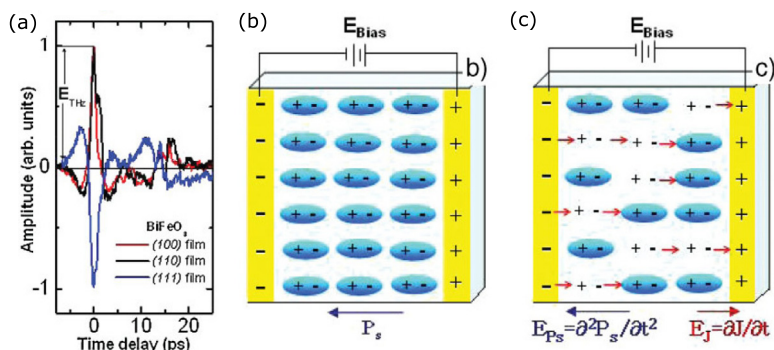 (a)
1
0
-1
Amplitude (arb. units)
E_THz
BiFeO3
(100) film
(110) film
(111) film
0 10 20
Time delay (ps)
(b)
E_Bias
b)
P_s
(c)
E_Bias
c)
E_Ps=∂²P_s/∂t²
E_J=∂J/∂t